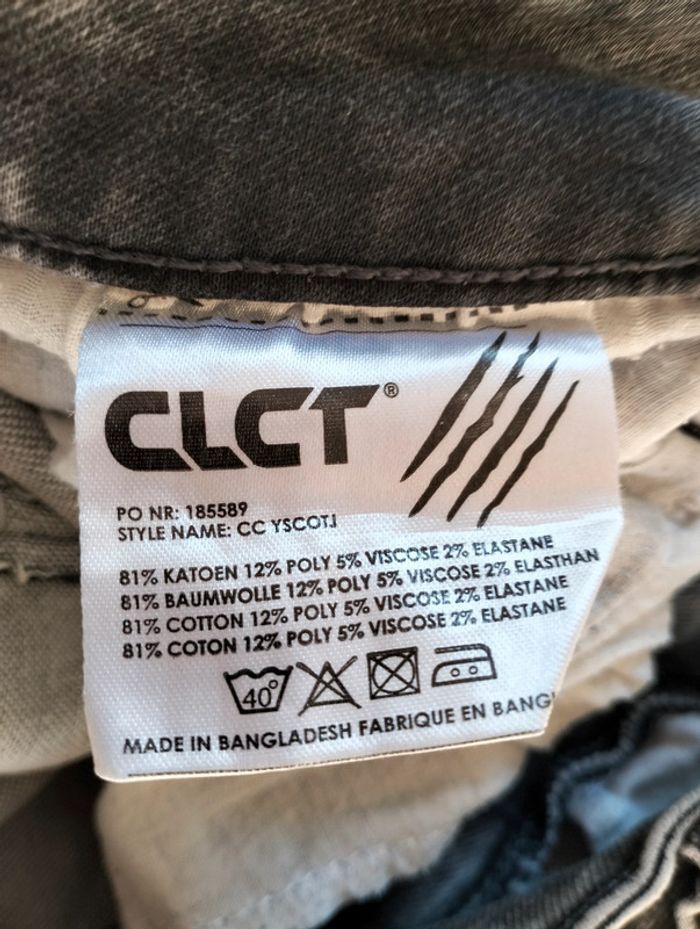 CLCT®
PO NR: 185589
STYLE NAME: CC YSCOTJ
81% KATOEN 12% POLY 5% VISCOSE 2% ELASTANE
81% BAUMWOLLE 12% POLY 5% VISCOSE 2% ELASTHAN
81% COTTON 12% POLY 5% VISCOSE 2% ELASTANE
81% COTON 12% POLY 5% VISCOSE 2% ELASTANE
40°
MADE IN BANGLADESH FABRIQUE EN BANG